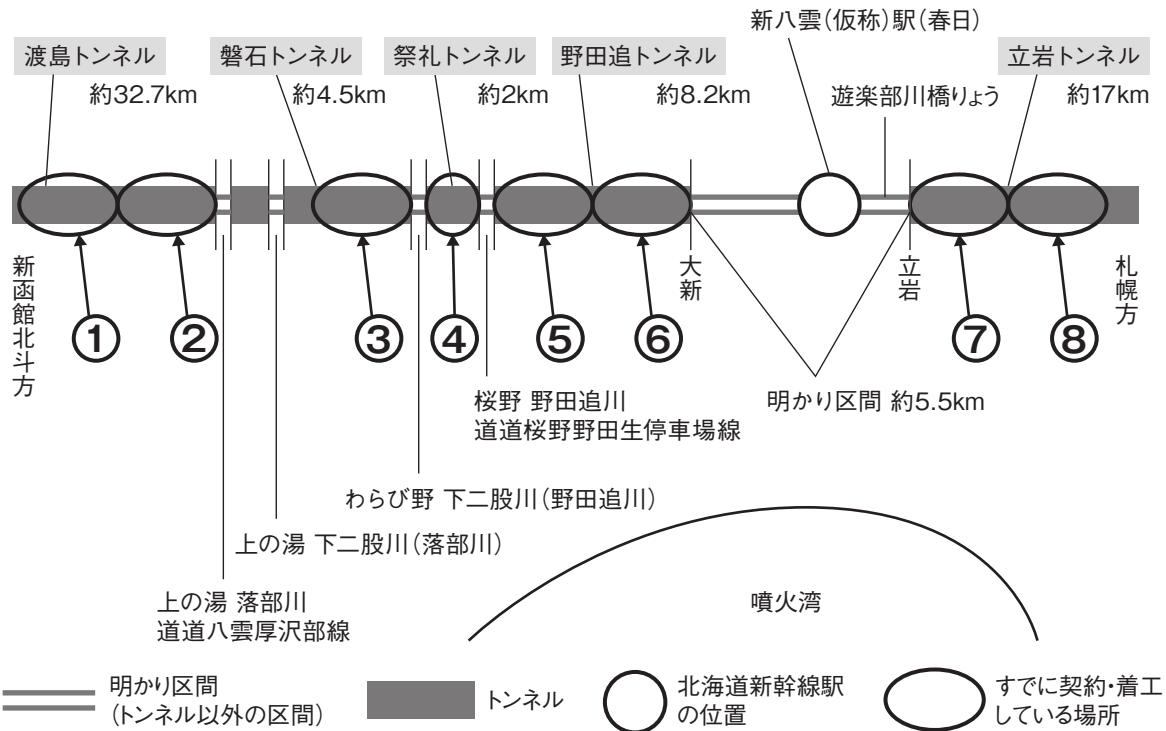 新八雲(仮称)駅(春日)
渡島トンネル
約32.7km
磐石トンネル
約4.5km
祭礼トンネル
約2km
野田追トンネル
約8.2km
遊楽部川橋りょう
立岩トンネル
約17km
新函館北斗方
大新
立岩
札幌方
①
②
③
④
⑤
⑥
⑦
⑧
桜野 野田追川
道道桜野野田生停車場線
明かり区間 約5.5km
わらび野 下二股川(野田追川)
上の湯 下二股川(落部川)
上の湯 落部川
道道八雲厚沢部線
噴火湾
明かり区間
(トンネル以外の区間)
トンネル
北海道新幹線駅
の位置
すでに契約・着工
している場所